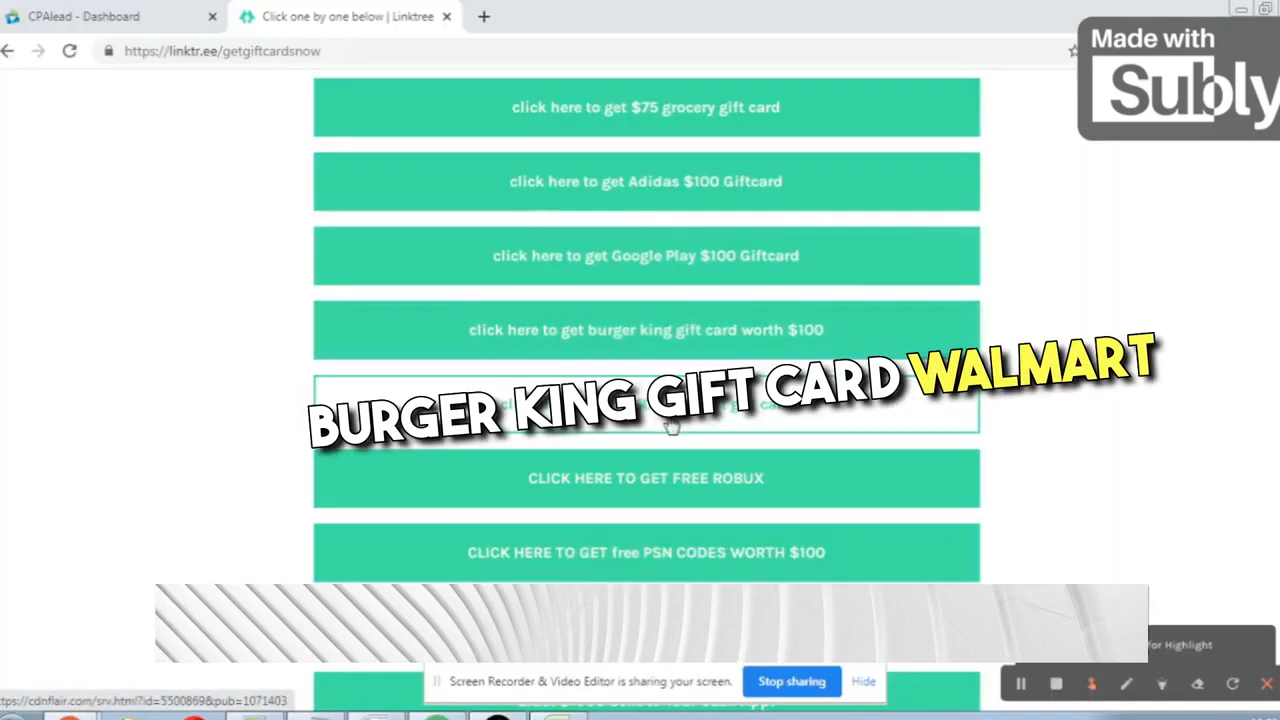 CPAlead - Dashboard
Click one by one below | Linktree
https://linktr.ee/getgiftcardsnow
Made with
Subly
click here to get $75 grocery gift card
click here to get Adidas $100 Giftcard
click here to get Google Play $100 Giftcard
click here to get burger king gift card worth $100
BURGER KING GIFT CARD WALMART
CLICK HERE TO GET FREE ROBUX
CLICK HERE TO GET free PSN CODES WORTH $100
for Highlight
Screen Recorder & Video Editor is sharing your screen.
Stop sharing
Hide
ttps://cdnflair.com/srv.html?id=5500869&pub=1071403